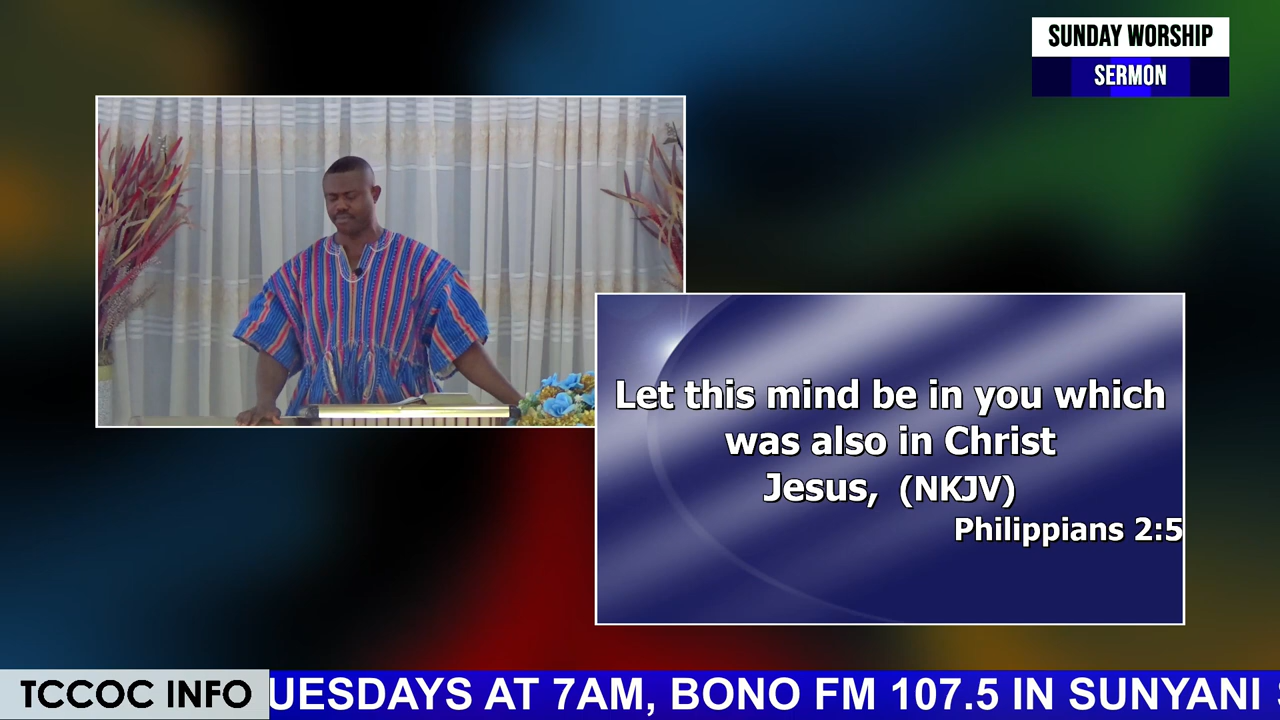 SUNDAY WORSHIP
SERMON
Let this mind be in you which
was also in Christ
Jesus, (NKJV)
Philippians 2:5
TCCOC INFO
UESDAYS AT 7AM, BONO FM 107.5 IN SUNYANI